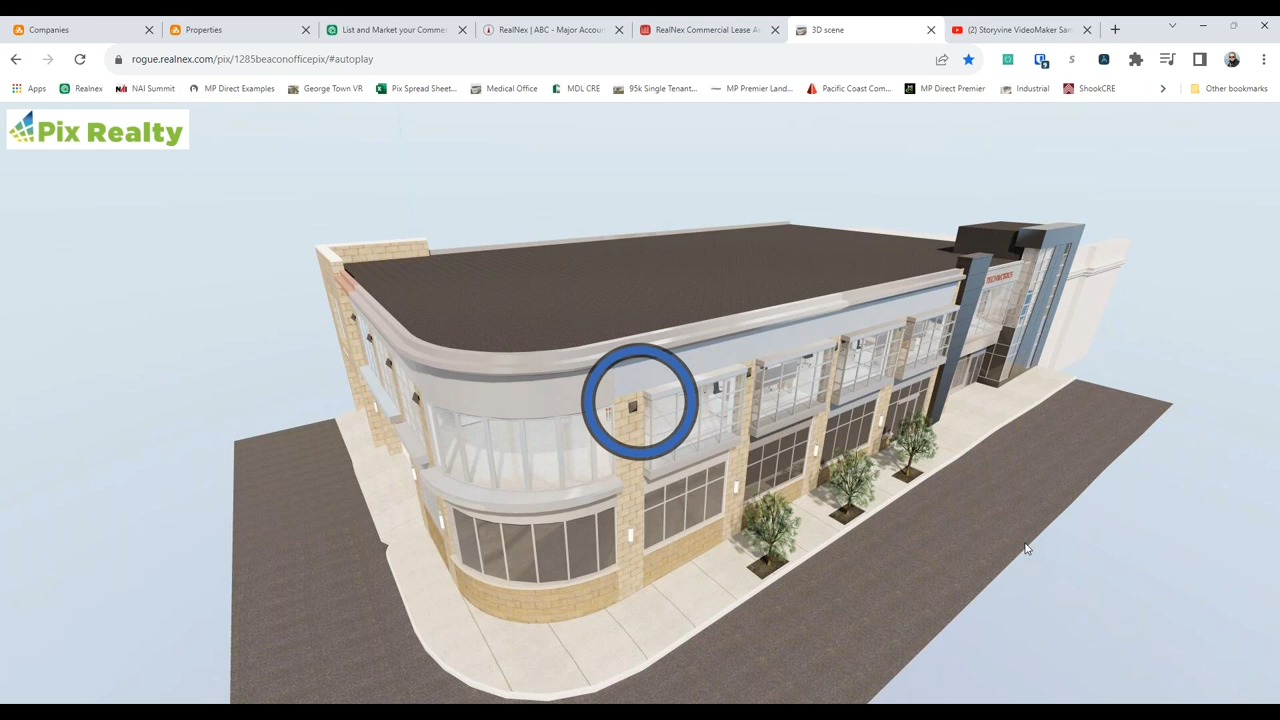 Companies
Properties
List and Market your Comme
RealNex | ABC - Major Accou
RealNex Commercial Lease A
3D scene
(2) Storyvine VideoMaker Sam
rogue.realnex.com/pix/1285beaconofficepix/#autoplay
Apps
Realnex
NAI Summit
MP Direct Examples
George Town VR
Pix Spread Sheet...
Medical Office
MDL CRE
95k Single Tenant...
MP Premier Land...
Pacific Coast Com...
MP Direct Premier
Industrial
ShookCRE
Other bookmarks
Pix Realty